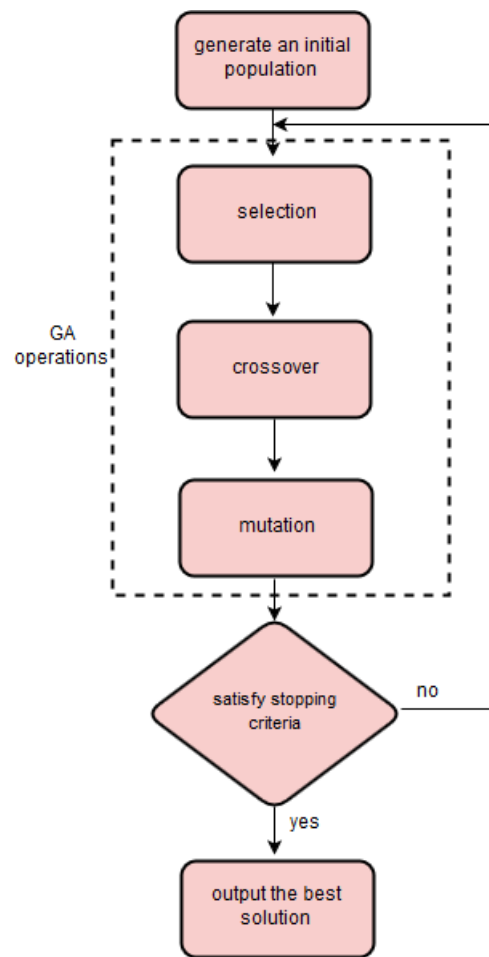 generate an initial
population
selection
GA
operations
crossover
mutation
satisfy stopping
criteria
no
yes
output the best
solution